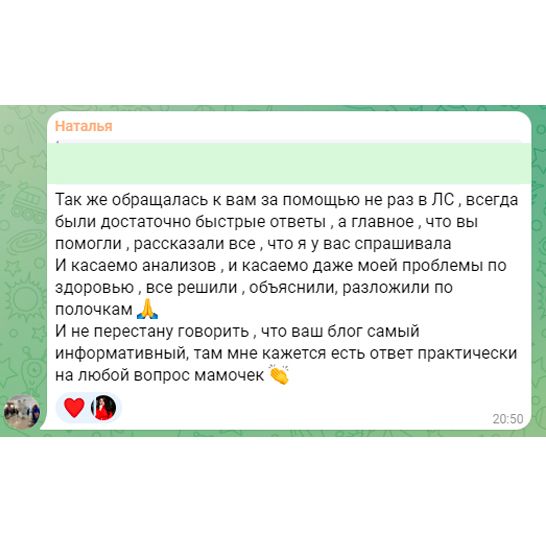 Наталья
Так же обращалась к вам за помощью не раз в ЛС , всегда
были достаточно быстрые ответы , а главное , что вы
помогли , рассказали все , что я у вас спрашивала
И касаемо анализов , и касаемо даже моей проблемы по
здоровью , все решили , объяснили, разложили по
полочкам 🙏
И не перестану говорить , что ваш блог самый
информативный, там мне кажется есть ответ практически
на любой вопрос мамочек 👏
20:50